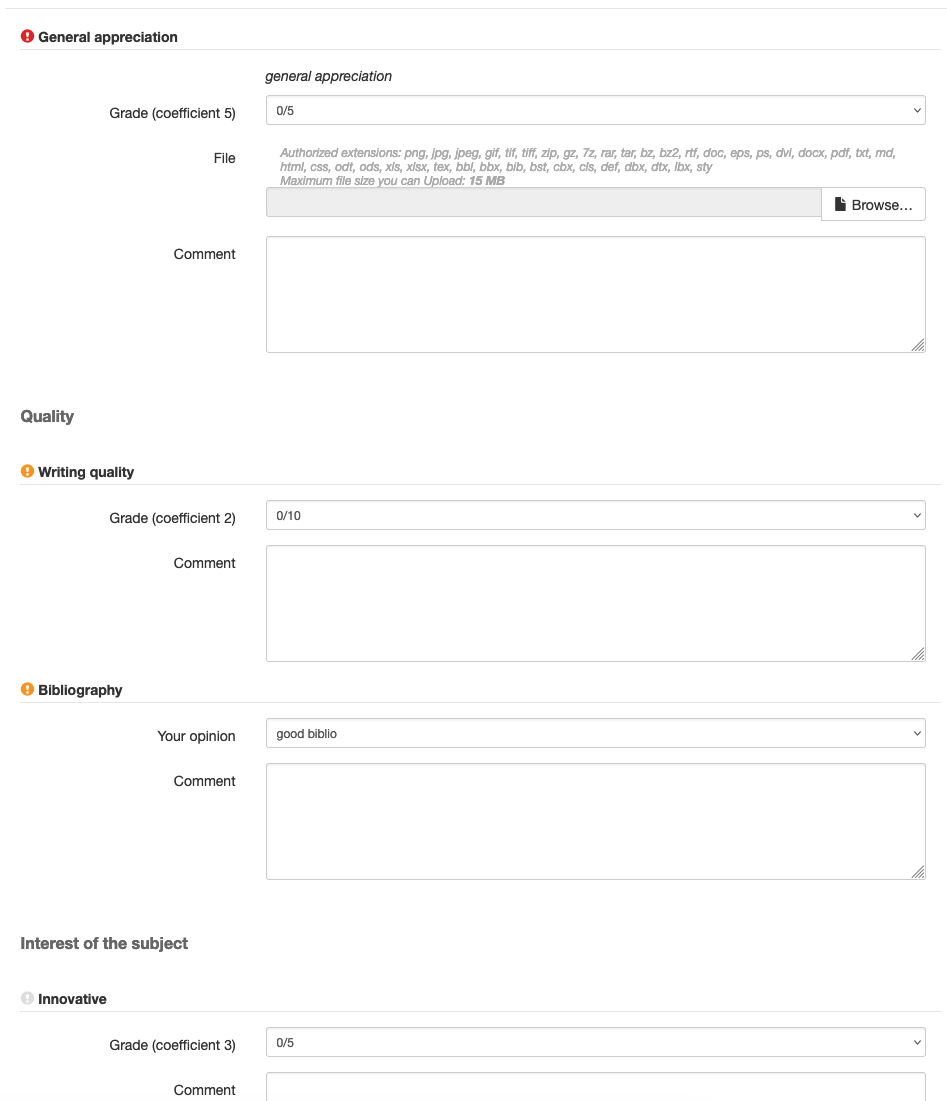 General appreciation
general appreciation
Grade (coefficient 5)
0/5
File
Authorized extensions: png, jpg, jpeg, gif, tif, tiff, zip, gz, 7z, rar, tar, bz, bz2, rtf, doc, eps, ps, dvi, docx, pdf, txt, md,
html, css, odt, ods, xls, xlsx, tex, bbl, bbx, bib, bst, cbx, cls, def, dbx, dtx, lbx, sty
Maximum file size you can Upload: 15 MB
Browse…
Comment
Quality
Writing quality
Grade (coefficient 2)
0/10
Comment
Bibliography
Your opinion
good biblio
Comment
Interest of the subject
Innovative
Grade (coefficient 3)
0/5
Comment